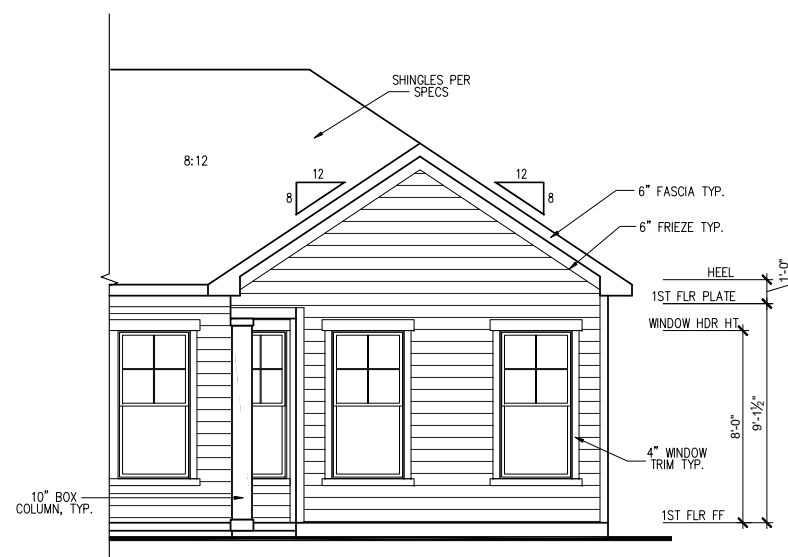 SHINGLES PER
SPECS
8:12
12
8
12
8
6" FASCIA TYP.
6" FRIEZE TYP.
HEEL
1'-0"
1ST FLR PLATE
WINDOW HDR HT
8'-0"
9'-1½"
4" WINDOW
TRIM TYP.
10" BOX
COLUMN, TYP.
1ST FLR FF